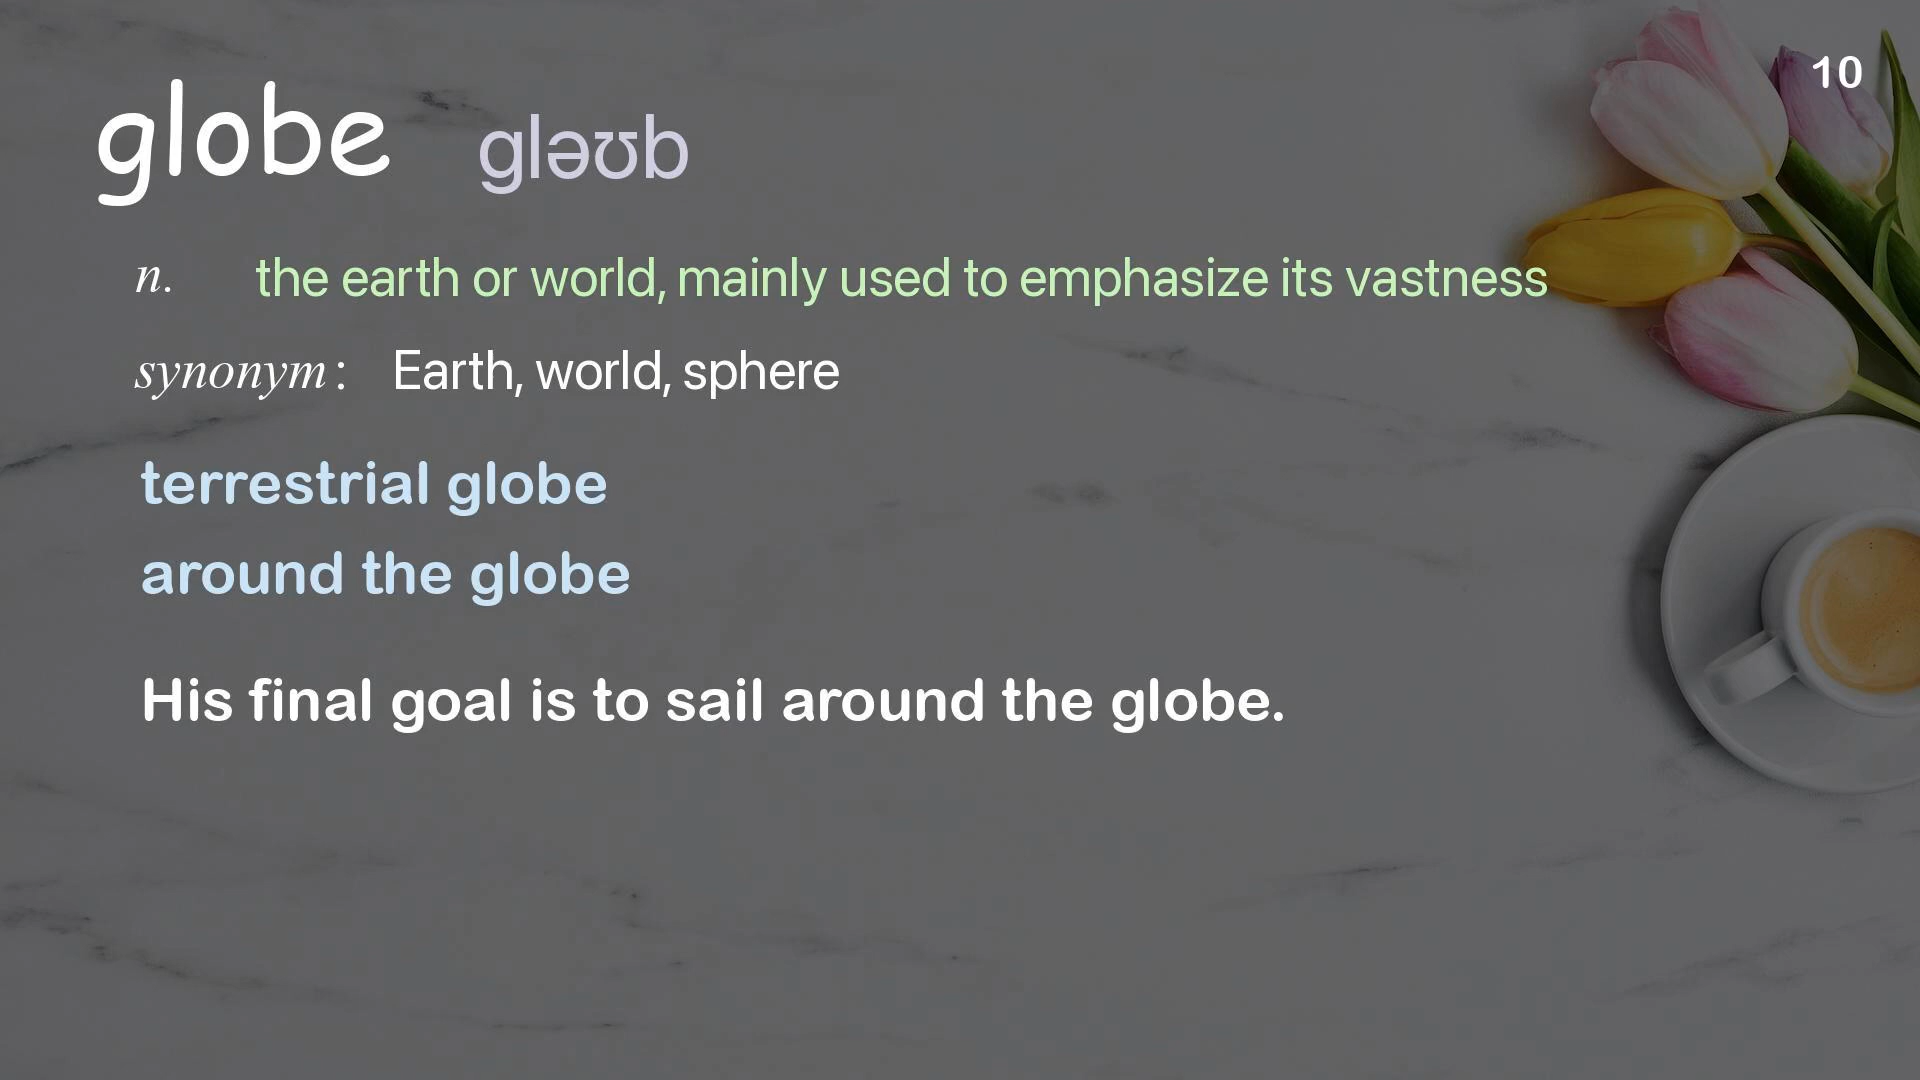 10
globe gləʊb
n. the earth or world, mainly used to emphasize its vastness
synonym: Earth, world, sphere
terrestrial globe
around the globe
His final goal is to sail around the globe.